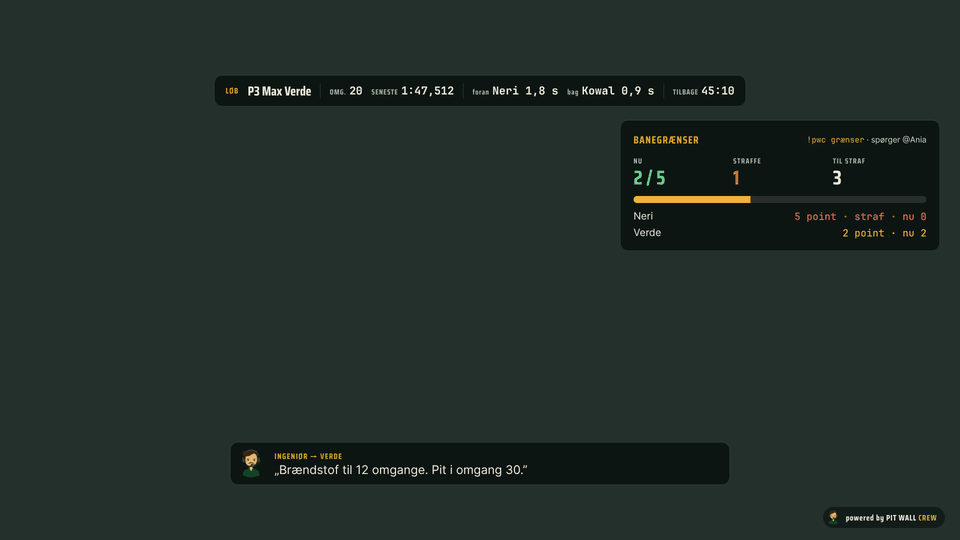 LØB P3 Max Verde OMG. 20 SENESTE 1:47,512 foran Neri 1,8 s bag Kowal 0,9 s TILBAGE 45:10
BANEGRÆNSER !pwc grænser · spørger @Ania
NU STRAFFE TIL STRAF
2/5 1 3
Neri 5 point · straf · nu 0
Verde 2 point · nu 2
INGENIØR → VERDE
„Brændstof til 12 omgange. Pit i omgang 30.”
powered by PIT WALL CREW